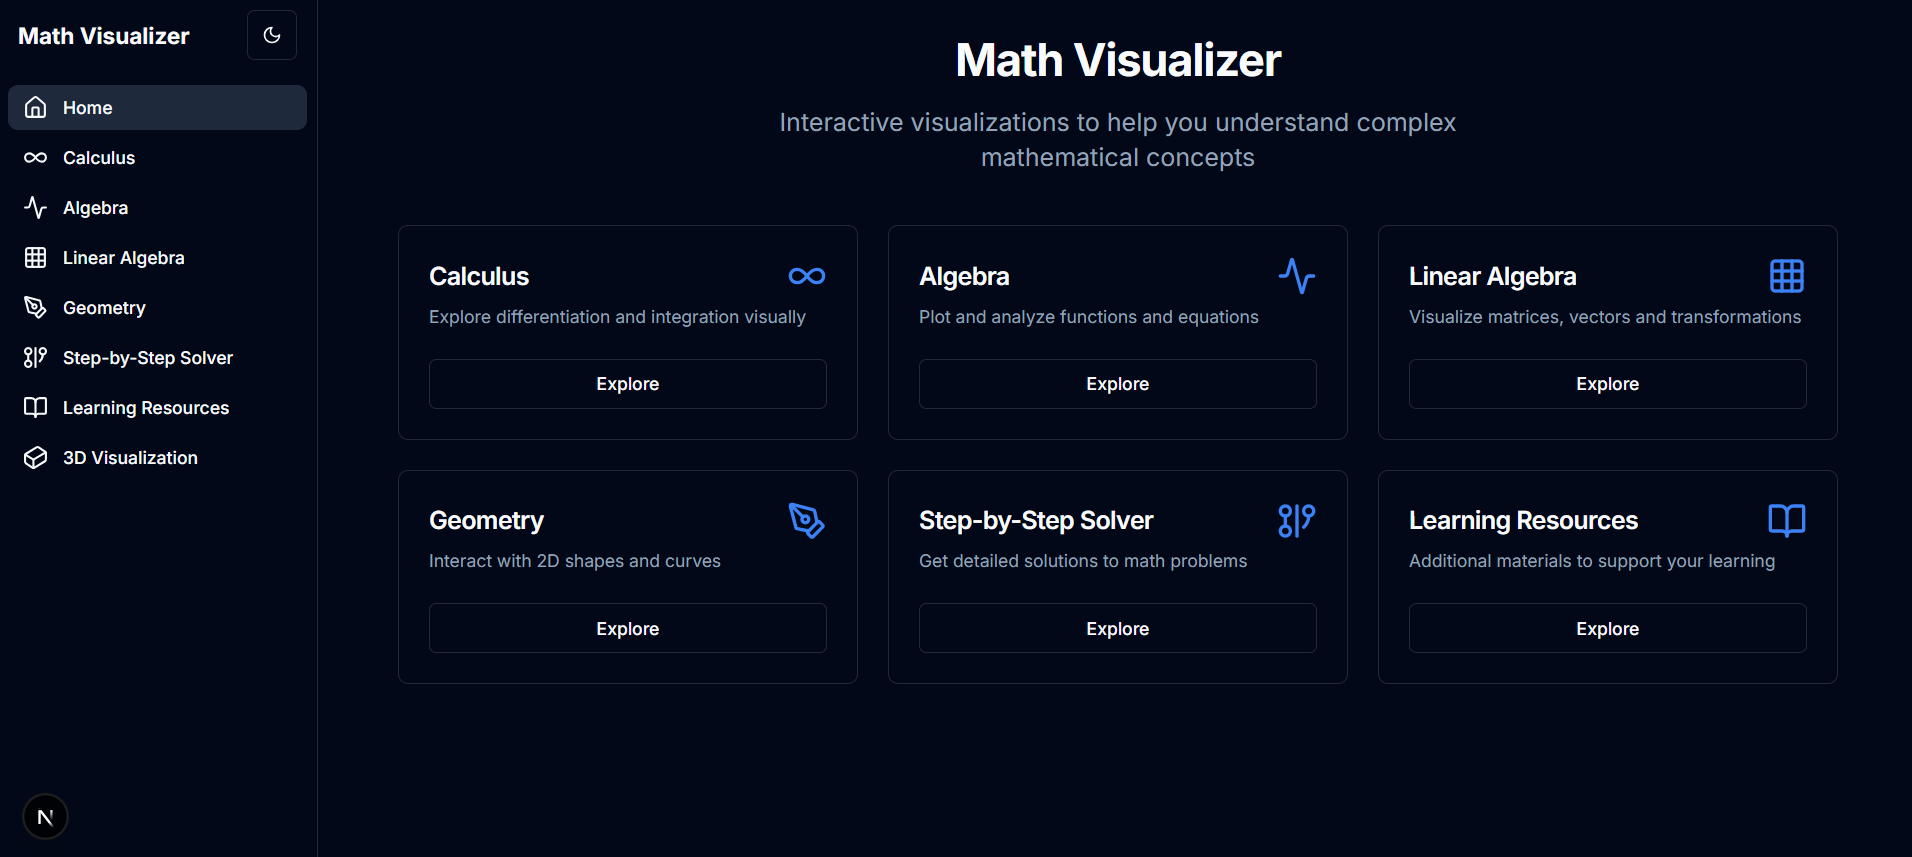 Math Visualizer
Home
Calculus
Algebra
Linear Algebra
Geometry
Step-by-Step Solver
Learning Resources
3D Visualization
N
Math Visualizer
Interactive visualizations to help you understand complex
mathematical concepts
Calculus
Explore differentiation and integration visually
Explore
Algebra
Plot and analyze functions and equations
Explore
Linear Algebra
Visualize matrices, vectors and transformations
Explore
Geometry
Interact with 2D shapes and curves
Explore
Step-by-Step Solver
Get detailed solutions to math problems
Explore
Learning Resources
Additional materials to support your learning
Explore